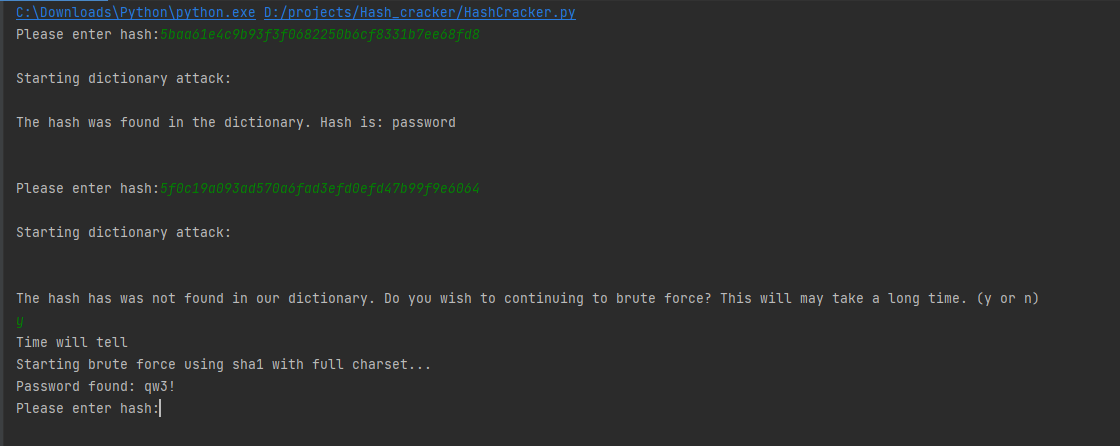 C:\Downloads\Python\python.exe D:/projects/Hash_cracker/HashCracker.py
Please enter hash:5baa61e4c9b93f3f0682250b6cf8331b7ee68fd8
Starting dictionary attack:
The hash was found in the dictionary. Hash is: password
Please enter hash:5f0c19a093ad570a6fad3efd0efd47b99f9e6064
Starting dictionary attack:
The hash has was not found in our dictionary. Do you wish to continuing to brute force? This will may take a long time. (y or n)
y
Time will tell
Starting brute force using sha1 with full charset...
Password found: qw3!
Please enter hash: